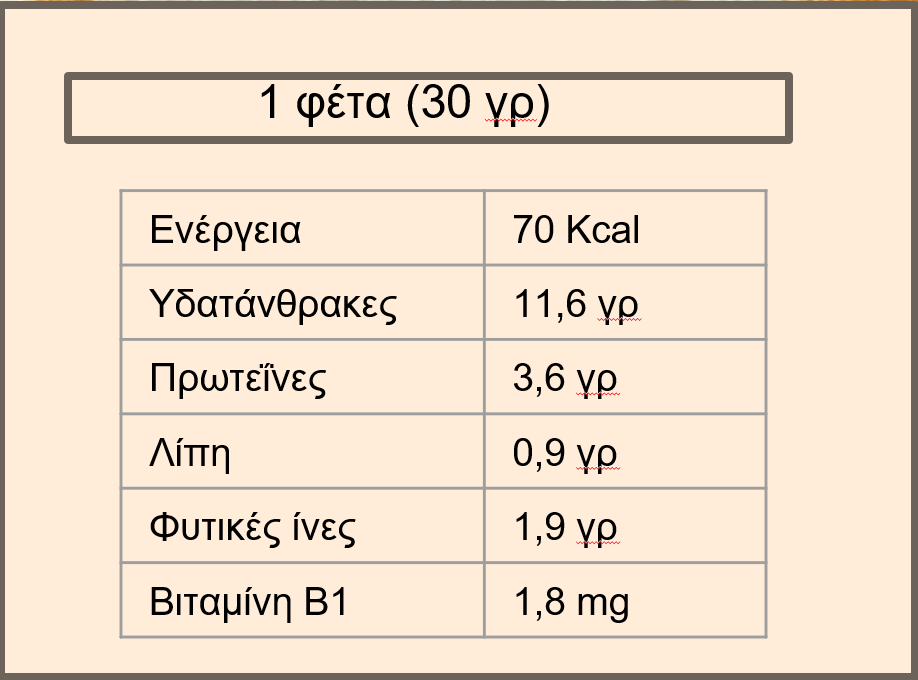 1 φέτα (30 γρ)
Ενέργεια 70 Kcal
Υδατάνθρακες 11,6 γρ
Πρωτεΐνες 3,6 γρ
Λίπη 0,9 γρ
Φυτικές ίνες 1,9 γρ
Βιταμίνη Β1 1,8 mg